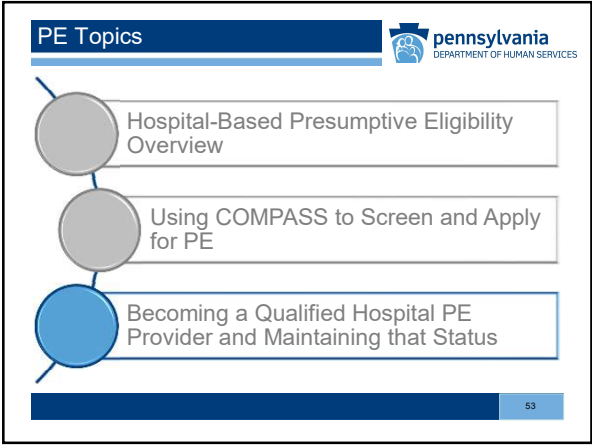 PE Topics
pennsylvania
DEPARTMENT OF HUMAN SERVICES
Hospital-Based Presumptive Eligibility
Overview
Using COMPASS to Screen and Apply
for PE
Becoming a Qualified Hospital PE
Provider and Maintaining that Status
53